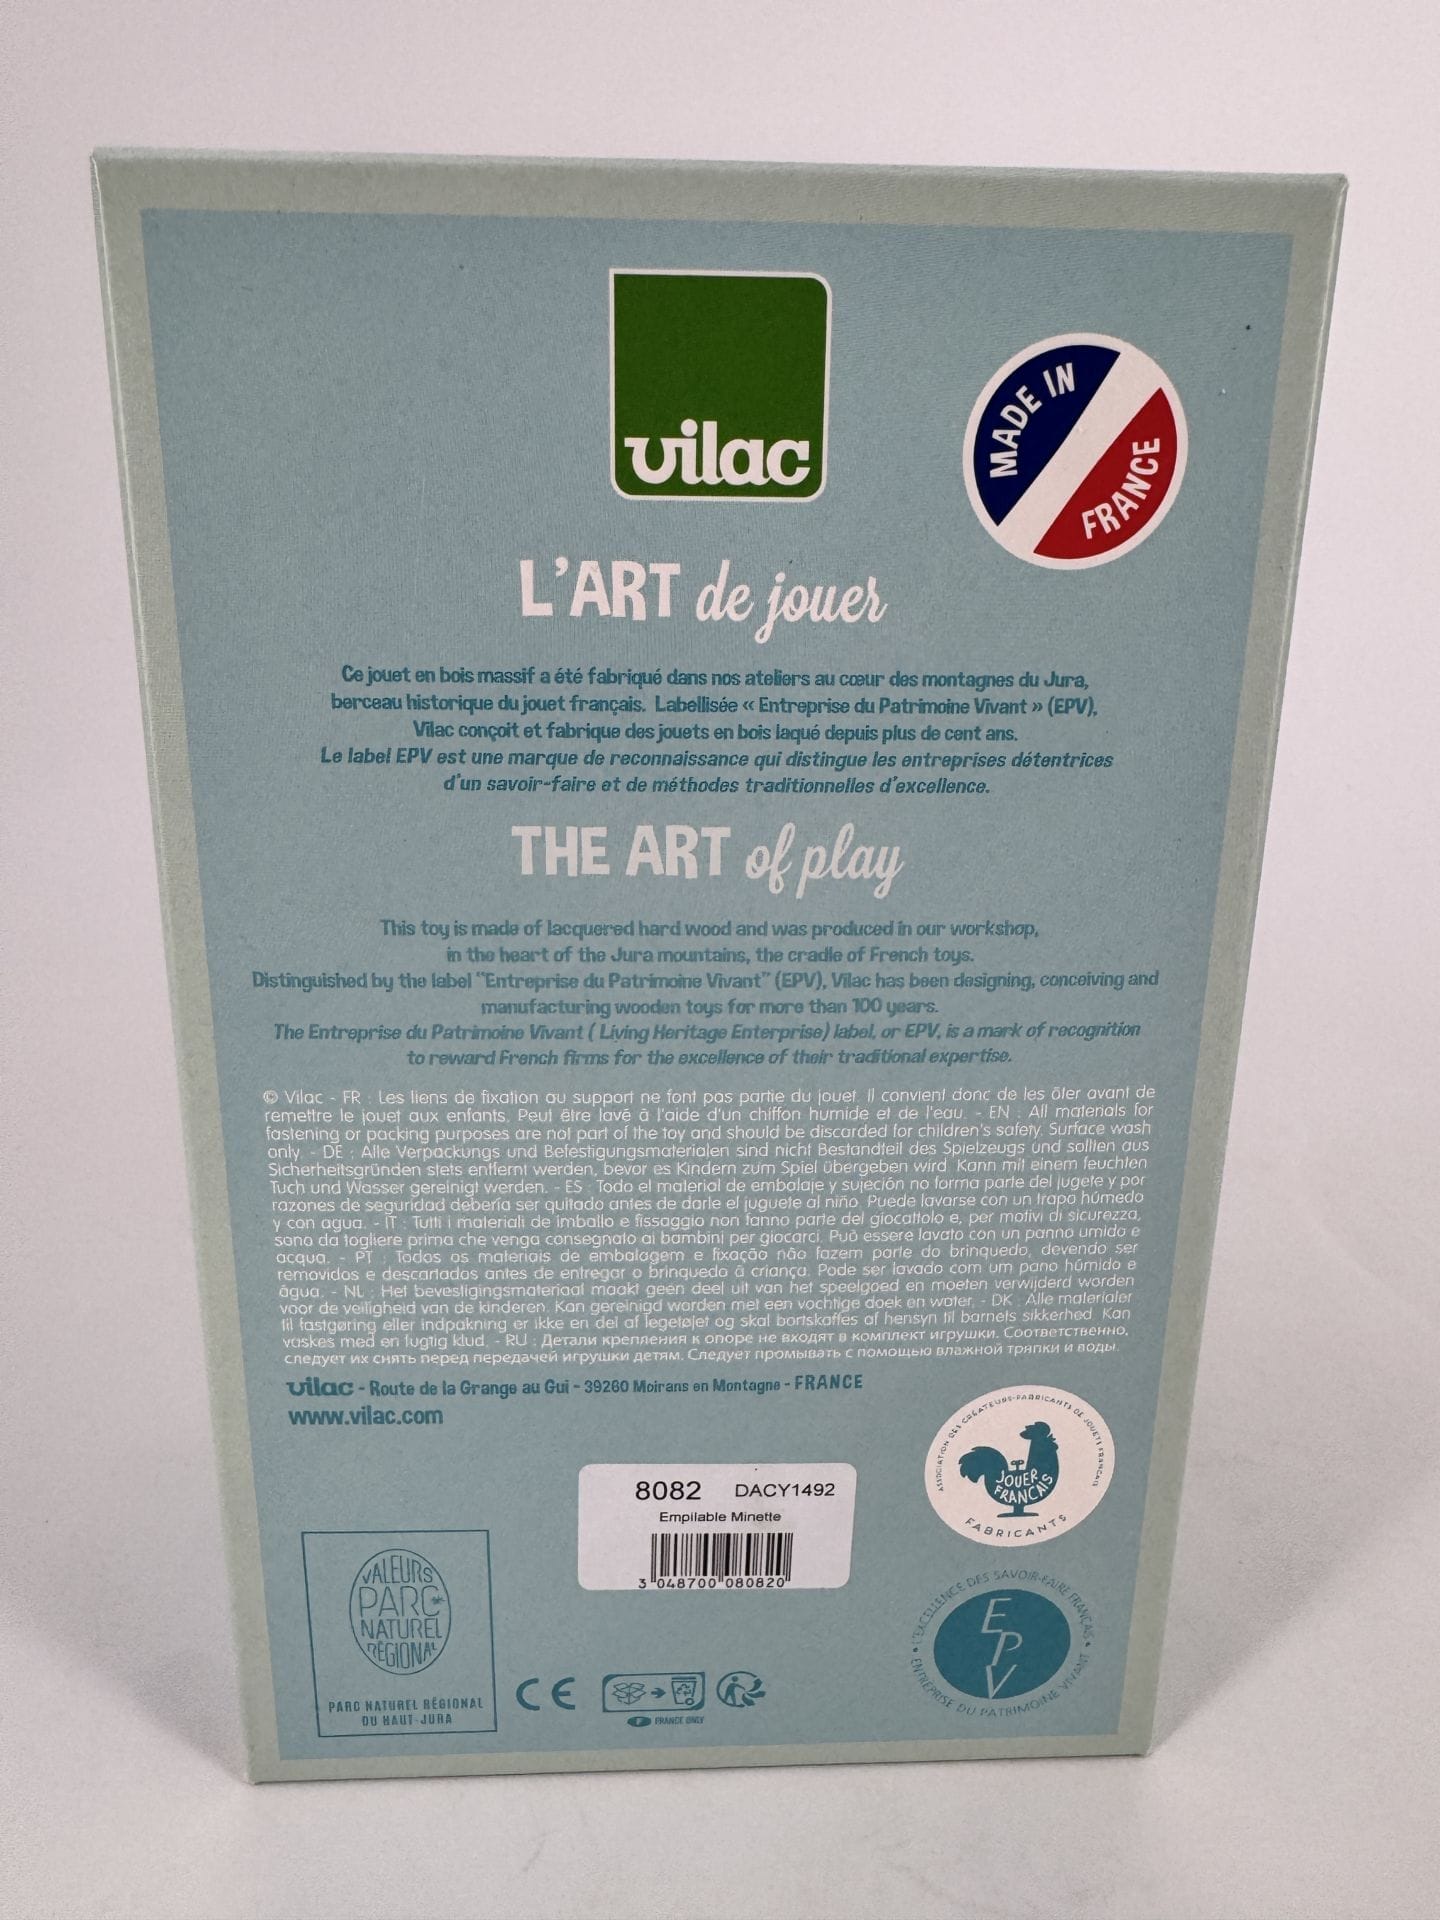 vilac
MADE IN
FRANCE
L'ART de jouer
Ce jouet en bois massif a été fabriqué dans nos ateliers au cœur des montagnes du Jura,
berceau historique du jouet français. Labellisée « Entreprise du Patrimoine Vivant » (EPV),
Vilac conçoit et fabrique des jouets en bois laqué depuis plus de cent ans.
Le label EPV est une marque de reconnaissance qui distingue les entreprises détentrices
d'un savoir-faire et de méthodes traditionnelles d'excellence.
THE ART of play
This toy is made of lacquered hard wood and was produced in our workshop,
in the heart of the Jura mountains, the cradle of French toys.
Distinguished by the label "Entreprise du Patrimoine Vivant" (EPV), Vilac has been designing, conceiving and
manufacturing wooden toys for more than 100 years.
The Entreprise du Patrimoine Vivant ( Living Heritage Enterprise) label, or EPV, is a mark of recognition
to reward French firms for the excellence of their traditional expertise.
© Vilac - FR : Les liens de fixation ou support ne font pas partie du jouet. Il convient donc de les ôter avant de
remettre le jouet aux enfants. Peut être lavé à l'aide d'un chiffon humide et de l'eau. - EN : All materials for
fastening or packing purposes are not part of the toy and should be discarded for children's safety. Surface wash
only. - DE : Alle Verpackungs und Befestigungsmaterialen sind nicht Bestandteil des Spielzeugs und sollten aus
Sicherheitsgründen stets entfernt werden, bevor es Kindern zum Spiel übergeben wird. Kann mit einem feuchten
Tuch und Wasser gereinigt werden. - ES : Todo el material de embalaje y sujeción no forma parte del jugete y por
razones de seguridad debería ser quitado antes de darle el juguete al niño. Puede lavarse con un trapo húmedo
y con agua. - IT : Tutti i materiali di imballo e fissaggio non fanno parte del giocattolo e, per motivi di sicurezza,
sono da togliere prima che venga consegnato ai bambini per giocarci. Può essere lavato con un panno umido e
acqua. - PT : Todos os materiais de embalagem e fixação não fazem parte do brinquedo, devendo ser
removidos e descartados antes de entregar o brinquedo à criança. Pode ser lavado com um pano húmido e
água. - NL : Het bevestigingsmateriaal maakt geen deel uit van het speelgoed en moeten verwijderd worden
voor de veiligheid van de kinderen. Kan gereinigd worden met een vochtige doek en water. - DK : Alle materialer
til fastgøring eller indpakning er ikke en del af legetøjet og skal bortskaffes af hensyn til barnets sikkerhed. Kan
vaskes med en fugtig klud. - RU : Детали крепления к опоре не входят в комплект игрушки. Соответственно,
следует их снять перед передачей игрушки детям. Следует промывать с помощью влажной тряпки и воды.
vilac - Route de la Grange au Gui - 39260 Moirans en Montagne - FRANCE
www.vilac.com
ASSOCIATION DES CRÉATEURS-FABRICANTS DE JOUETS FRANÇAIS
JOUER
FRANÇAIS
FABRICANTS
8082 DACY1492
Empilable Minette
3 048700 080820
VALEURS
PARC
NATUREL
RÉGIONAL
PARC NATUREL RÉGIONAL
DU HAUT-JURA
CE
FRANCE ONLY
L'EXCELLENCE DES SAVOIR-FAIRE FRANÇAIS
EPV
ENTREPRISE DU PATRIMOINE VIVANT